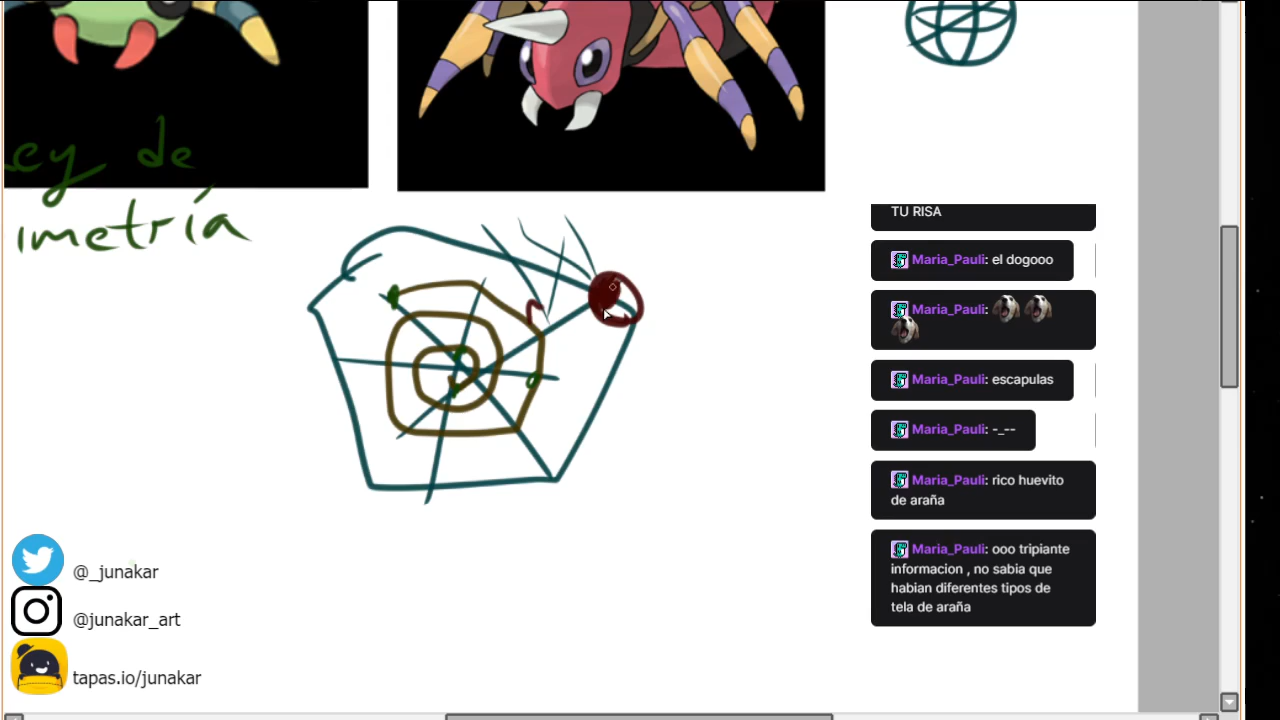 ey de
imetría
TU RISA
Maria_Pauli: el dogooo
Maria_Pauli:
Maria_Pauli: escapulas
Maria_Pauli: -_--
Maria_Pauli: rico huevito
de araña
Maria_Pauli: ooo tripiante
informacion , no sabia que
habian diferentes tipos de
tela de araña
@_junakar
@junakar_art
tapas.io/junakar